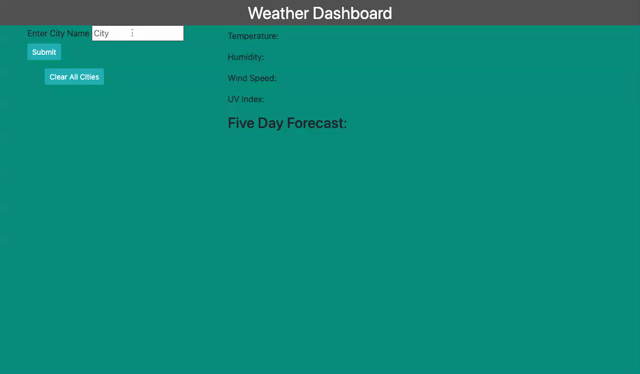 Weather Dashboard
Enter City Name City
Submit
Clear All Cities
Temperature:
Humidity:
Wind Speed:
UV index:
Five Day Forecast: